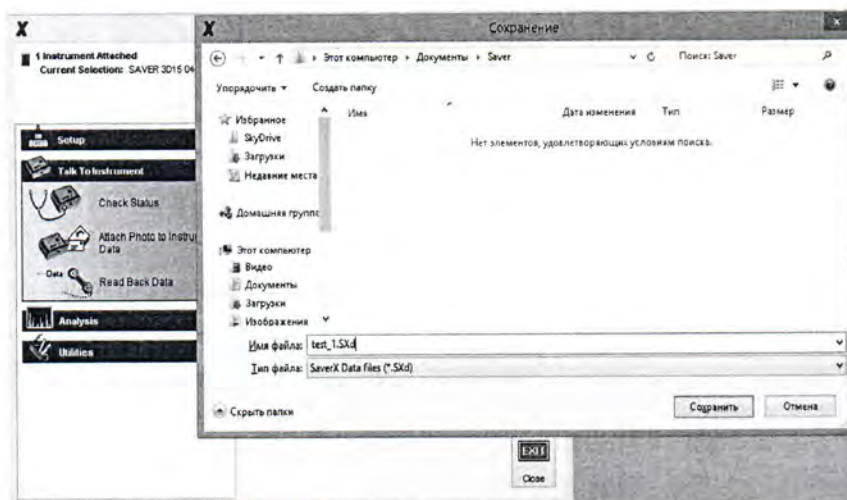 X
1 Instrument Attached
Current Selection: SAVER 3D15 04
Setup
Talk To Instrument
Check Status
Attach Photo to Instru
Data
Data
Read Back Data
Analysis
Utilities
EXIT
Close
X
Сохранение
Этот компьютер
Документы
Saver
Поиск: Saver
Упорядочить
Создать папку
Имя
Дата изменения
Тип
Размер
Нет элементов, удовлетворяющих условиям поиска.
Избранное
SkyDrive
Загрузки
Недавние места
Домашняя группа
Этот компьютер
Видео
Документы
Загрузки
Изображения
Имя файла: test_1.SXd
Тип файла: SaverX Data files (*.SXd)
Скрыть папки
Сохранить
Отмена